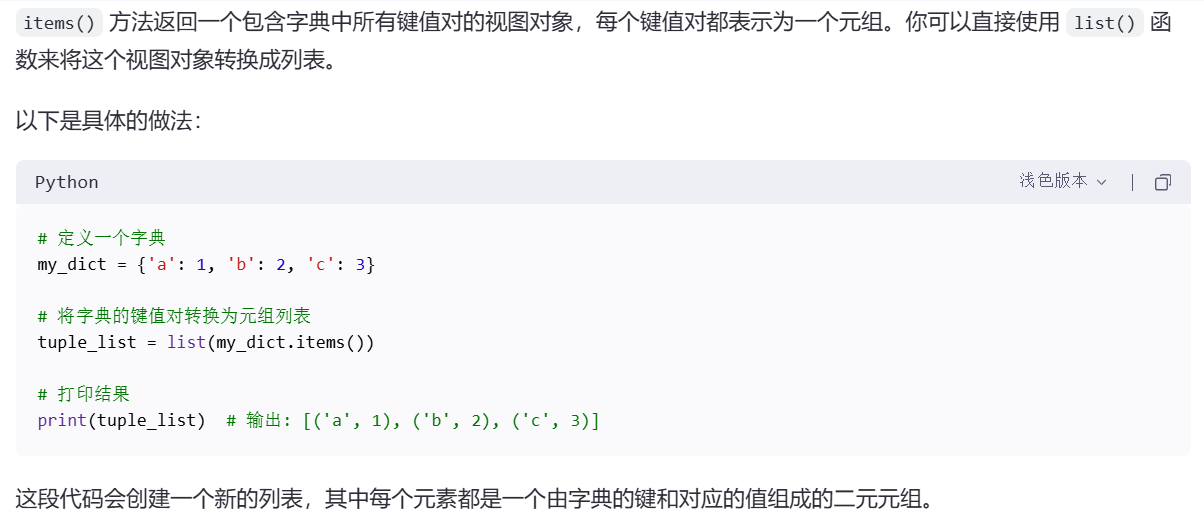 items() 方法返回一个包含字典中所有键值对的视图对象，每个键值对都表示为一个元组。你可以直接使用 list() 函
数来将这个视图对象转换成列表。
以下是具体的做法：
Python 浅色版本
# 定义一个字典
my_dict = {'a': 1, 'b': 2, 'c': 3}
# 将字典的键值对转换为元组列表
tuple_list = list(my_dict.items())
# 打印结果
print(tuple_list)  # 输出: [('a', 1), ('b', 2), ('c', 3)]
这段代码会创建一个新的列表，其中每个元素都是一个由字典的键和对应的值组成的二元元组。